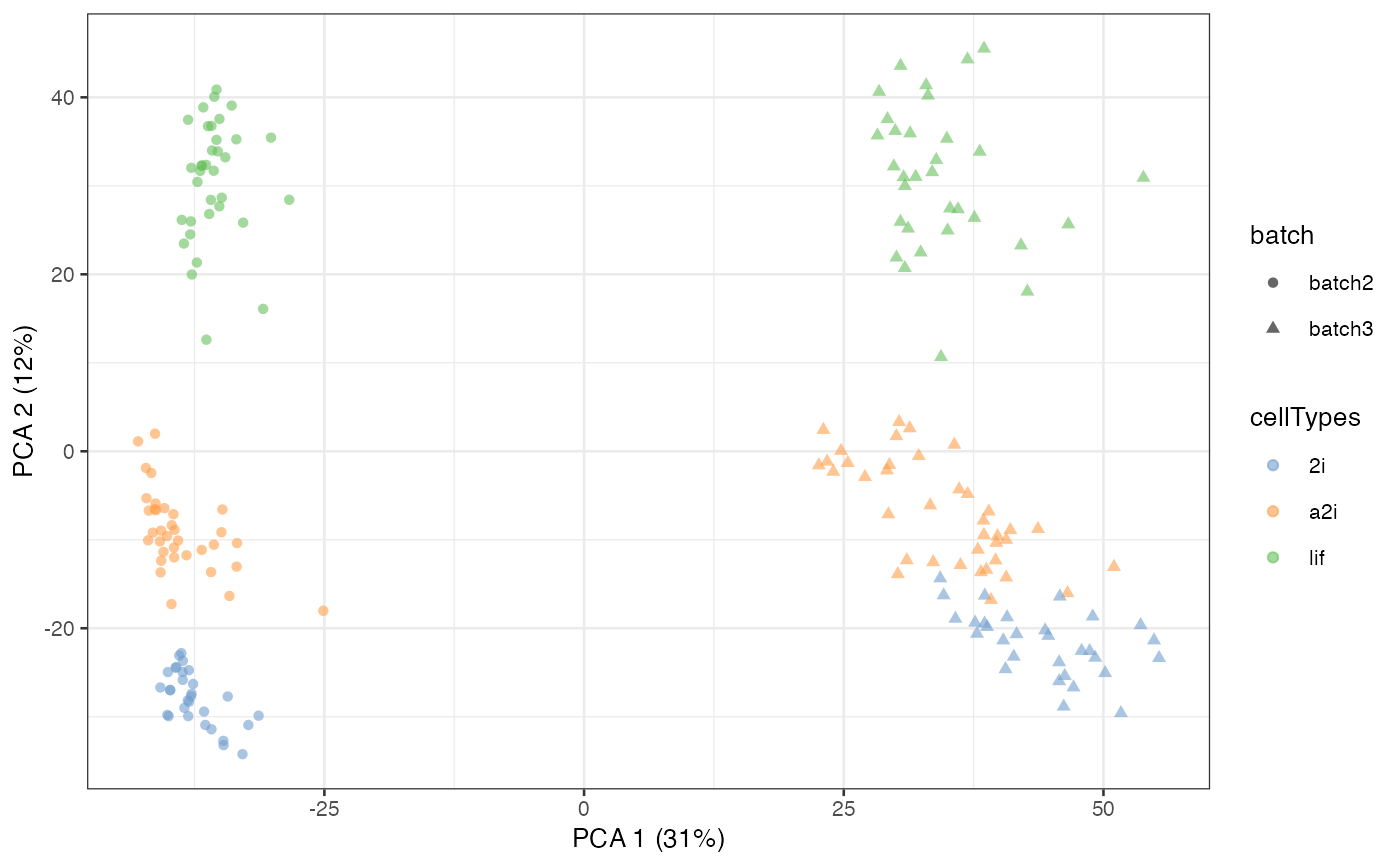 40
20
0
-20
-25
0
25
50
PCA 1 (31%)
PCA 2 (12%)
batch
batch2
batch3
cellTypes
2i
a2i
lif